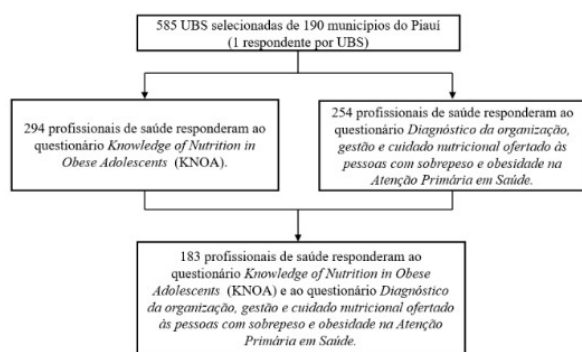 585 UBS selecionadas de 190 municípios do Piauí
(1 respondente por UBS)
294 profissionais de saúde responderam ao
questionário Knowledge of Nutrition in
Obese Adolescents (KNOA).
254 profissionais de saúde responderam ao
questionário Diagnóstico da organização,
gestão e cuidado nutricional ofertado às
pessoas com sobrepeso e obesidade na
Atenção Primária em Saúde.
183 profissionais de saúde responderam ao
questionário Knowledge of Nutrition in Obese
Adolescents (KNOA) e ao questionário Diagnóstico
da organização, gestão e cuidado nutricional ofertado
às pessoas com sobrepeso e obesidade na Atenção
Primária em Saúde.